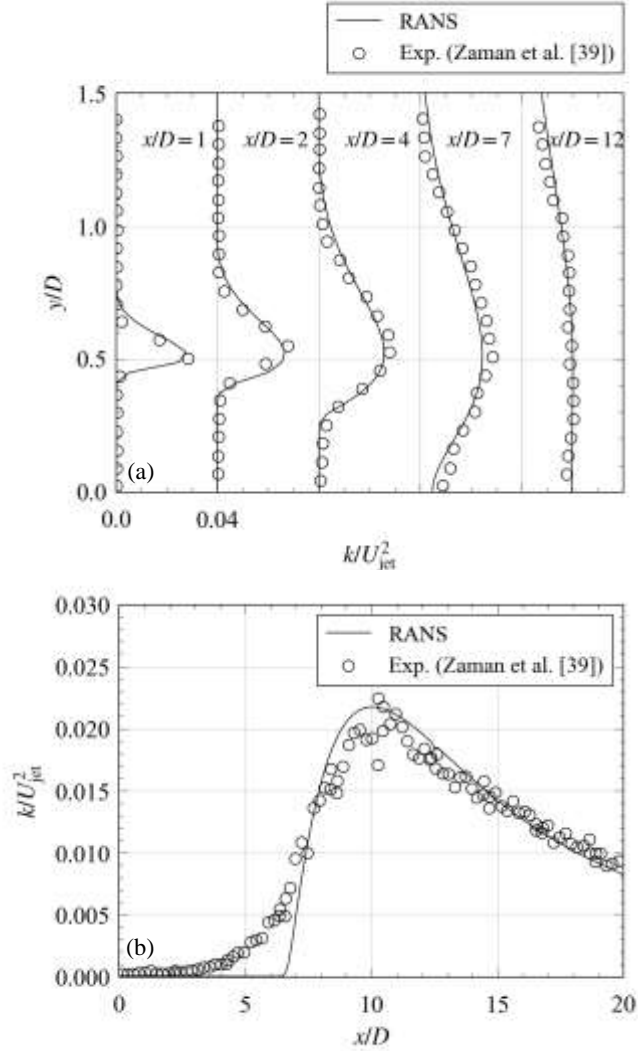 RANS
Exp. (Zaman et al. [39])
1.5
x/D = 1
x/D = 2
x/D = 4
x/D = 7
x/D = 12
1.0
y/D
0.5
(a)
0.0
0.0
0.04
k/U²jet
0.030
RANS
Exp. (Zaman et al. [39])
0.025
0.020
k/U²jet
0.015
0.010
0.005
(b)
0.000
0
5
10
15
20
x/D